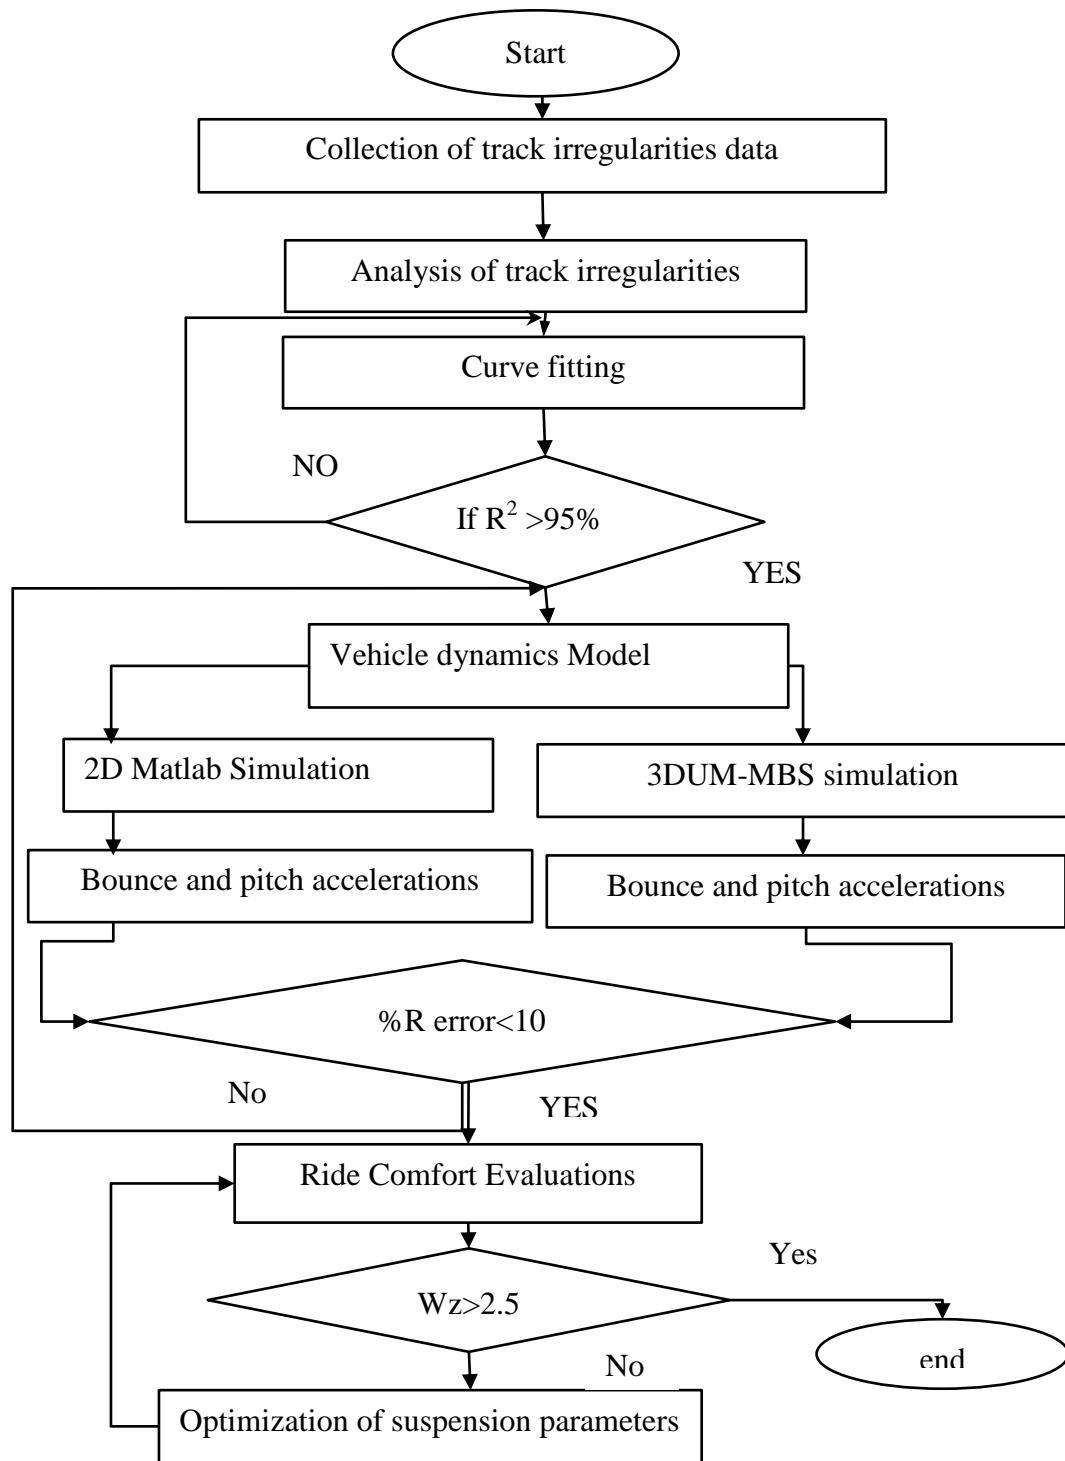 Start
Collection of track irregularities data
Analysis of track irregularities
Curve fitting
NO
If R² >95%
YES
Vehicle dynamics Model
2D Matlab Simulation
3DUM-MBS simulation
Bounce and pitch accelerations
Bounce and pitch accelerations
%R error<10
No
YES
Ride Comfort Evaluations
Yes
Wz>2.5
end
No
Optimization of suspension parameters